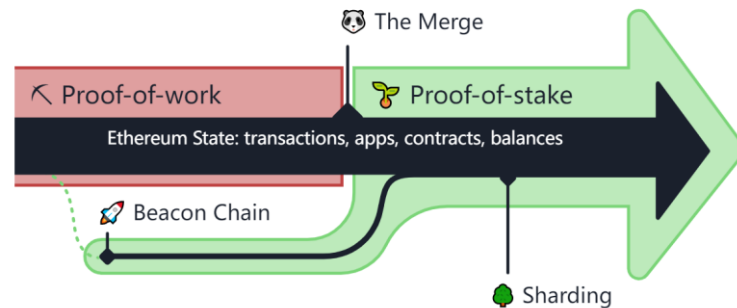 The Merge
Proof-of-work
Proof-of-stake
Ethereum State: transactions, apps, contracts, balances
Beacon Chain
Sharding